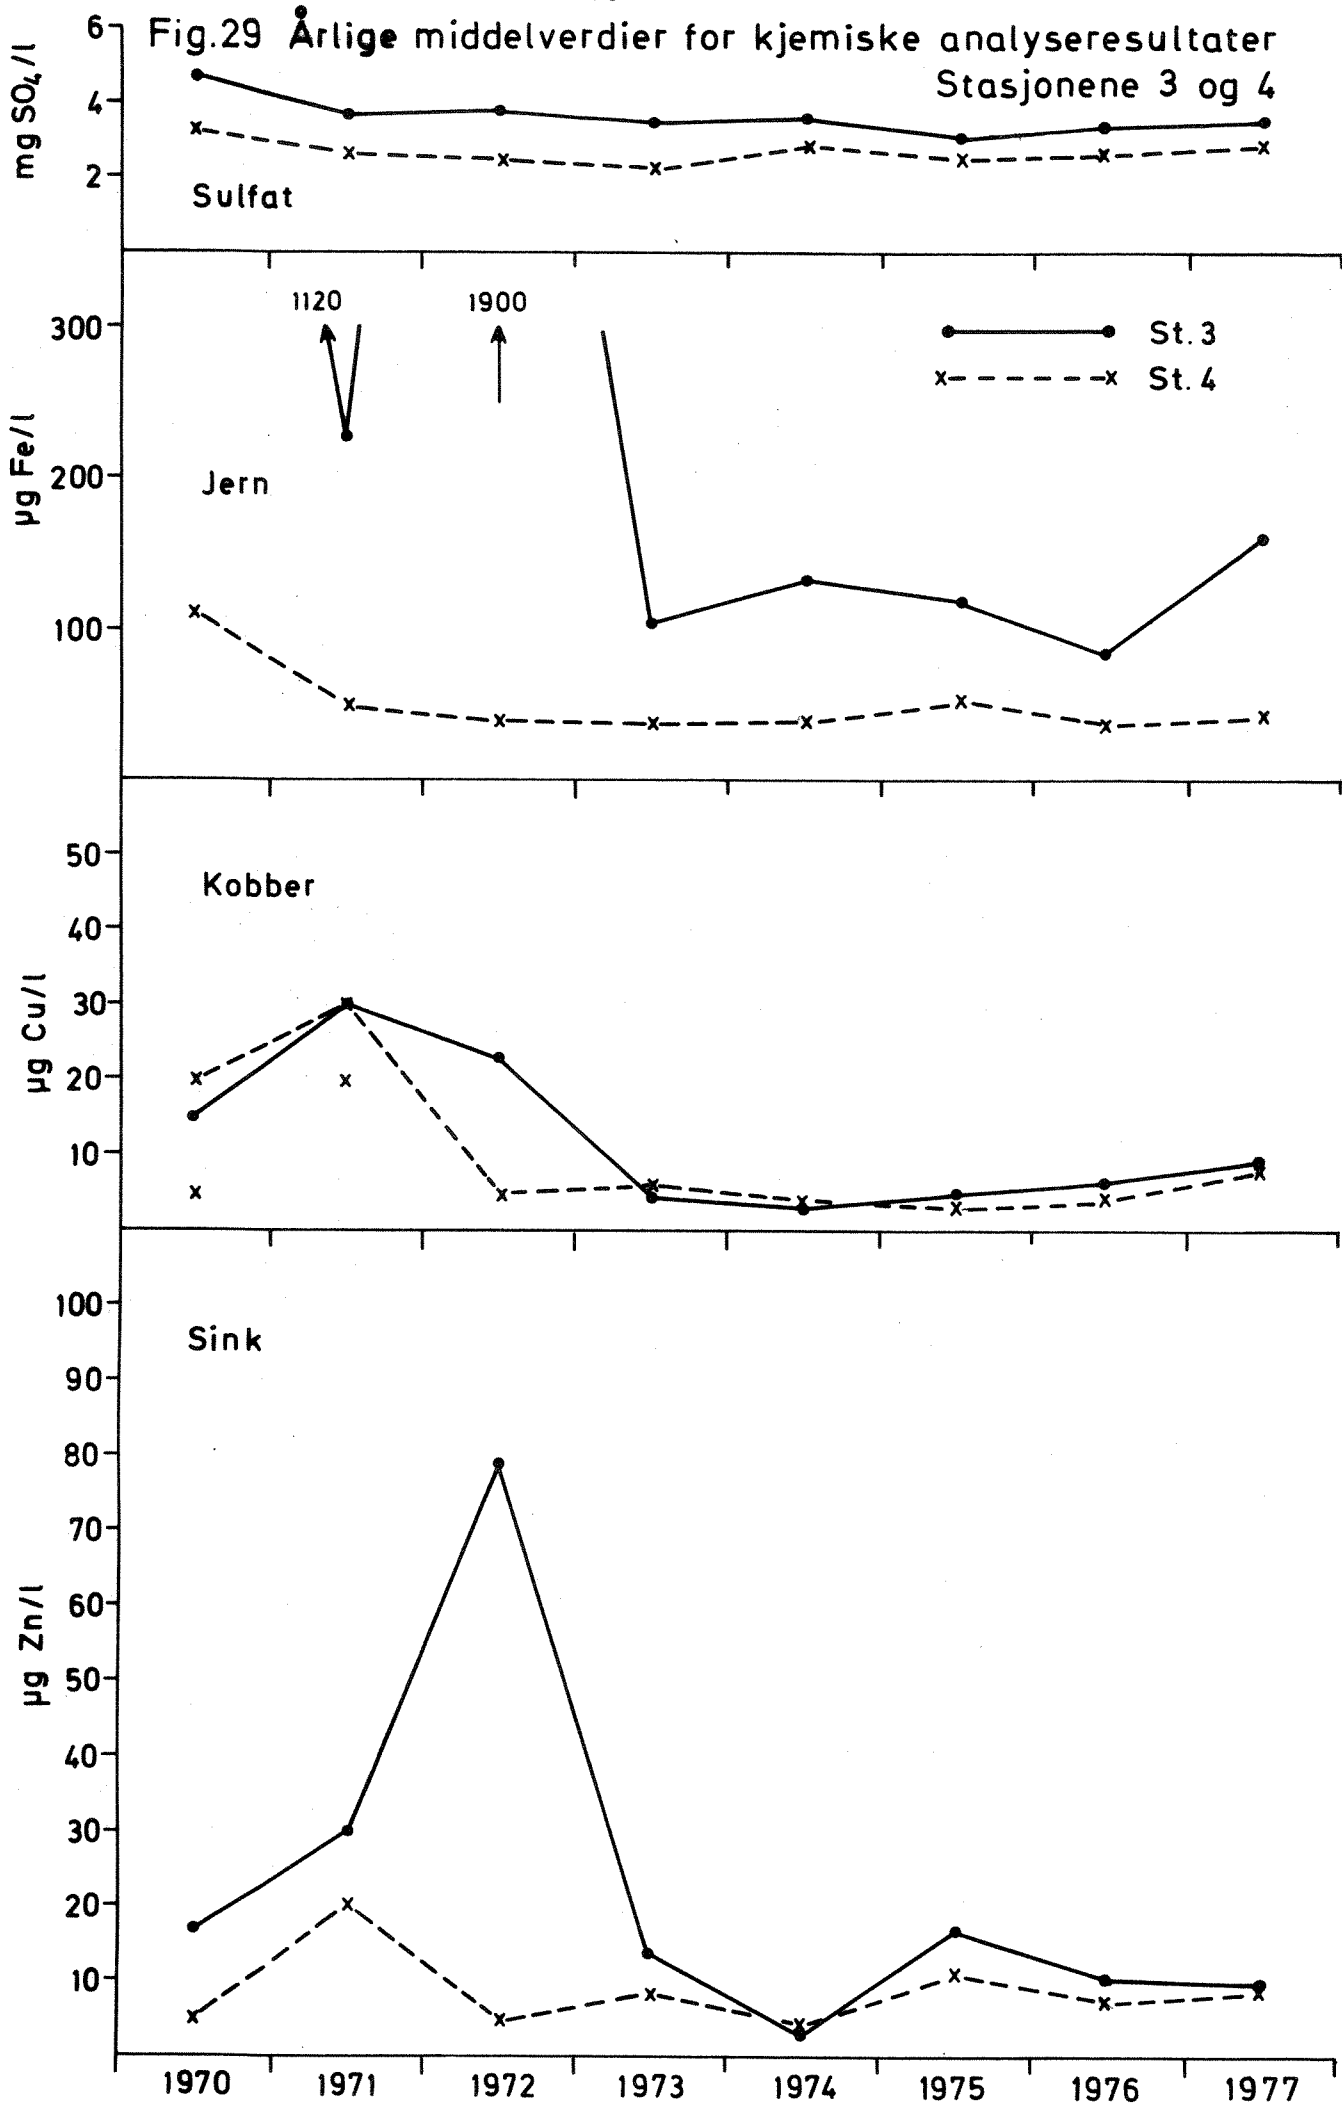 Fig.29 Årlige middelverdier for kjemiske analyseresultater
Stasjonene 3 og 4
mg SO₄/l
6
4
2
Sulfat
µg Fe/l
300
200
100
1120
1900
St.3
St.4
Jern
µg Cu/l
50
40
30
20
10
Kobber
µg Zn/l
100
90
80
70
60
50
40
30
20
10
Sink
1970 1971 1972 1973 1974 1975 1976 1977